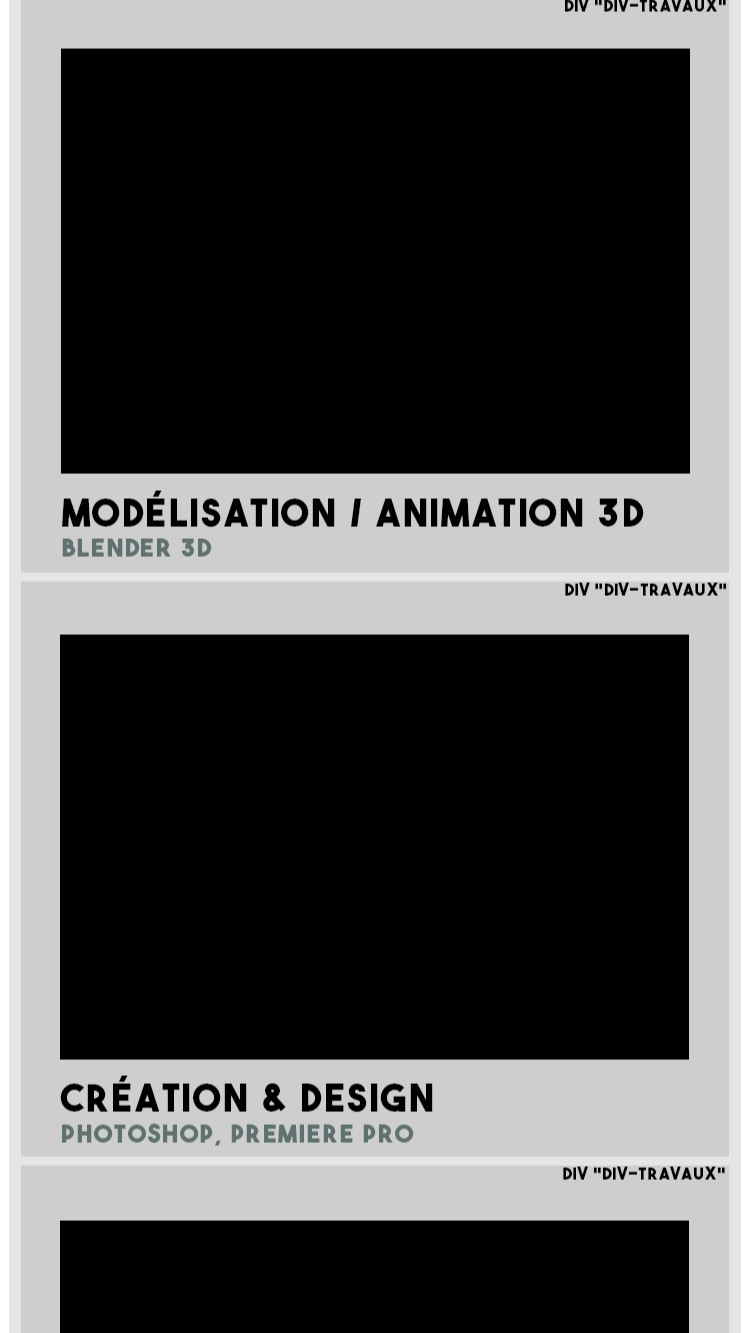 DIV "DIV-TRAVAUX"
MODÉLISATION / ANIMATION 3D
BLENDER 3D
DIV "DIV-TRAVAUX"
CRÉATION & DESIGN
PHOTOSHOP, PREMIERE PRO
DIV "DIV-TRAVAUX"